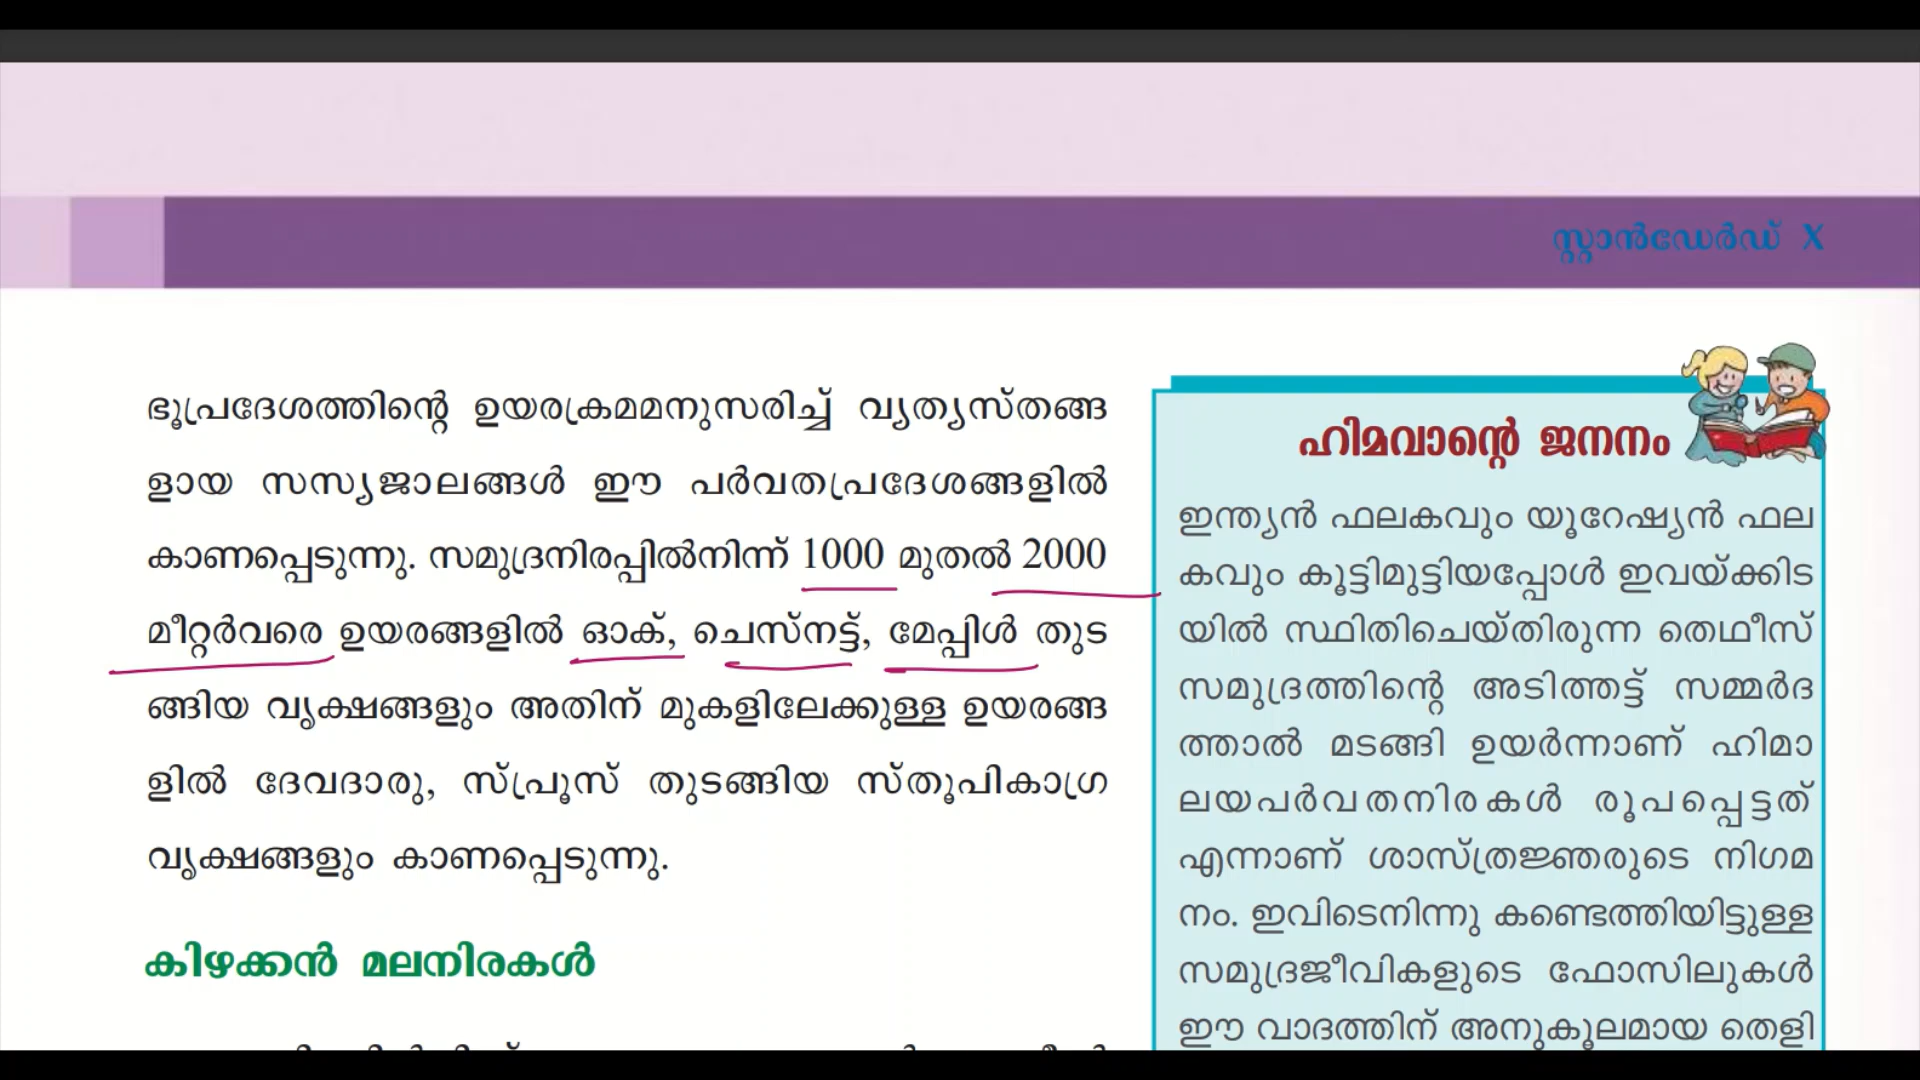 സ്റ്റാൻഡേർഡ് X
ഭൂപ്രദേശത്തിന്റെ ഉയരക്രമമനുസരിച്ച് വ്യത്യസ്തങ്ങ
ളായ സസ്യജാലങ്ങൾ ഈ പർവതപ്രദേശങ്ങളിൽ
കാണപ്പെടുന്നു. സമുദ്രനിരപ്പിൽനിന്ന് 1000 മുതൽ 2000
മീറ്റർവരെ ഉയരങ്ങളിൽ ഓക്, ചെസ്നട്ട്, മേപ്പിൾ തുട
ങ്ങിയ വൃക്ഷങ്ങളും അതിന് മുകളിലേക്കുള്ള ഉയരങ്ങ
ളിൽ ദേവദാരു, സ്പ്രൂസ് തുടങ്ങിയ സ്തൂപികാഗ്ര
വൃക്ഷങ്ങളും കാണപ്പെടുന്നു.
കിഴക്കൻ മലനിരകൾ
ഹിമവാന്റെ ജനനം
ഇന്ത്യൻ ഫലകവും യൂറേഷ്യൻ ഫല
കവും കൂട്ടിമുട്ടിയപ്പോൾ ഇവയ്ക്കിട
യിൽ സ്ഥിതിചെയ്തിരുന്ന തെഥീസ്
സമുദ്രത്തിന്റെ അടിത്തട്ട് സമ്മർദ
ത്താൽ മടങ്ങി ഉയർന്നാണ് ഹിമാ
ലയപർവതനിരകൾ രൂപപ്പെട്ടത്
എന്നാണ് ശാസ്ത്രജ്ഞരുടെ നിഗമ
നം. ഇവിടെനിന്നു കണ്ടെത്തിയിട്ടുള്ള
സമുദ്രജീവികളുടെ ഫോസിലുകൾ
ഈ വാദത്തിന് അനുകൂലമായ തെളി